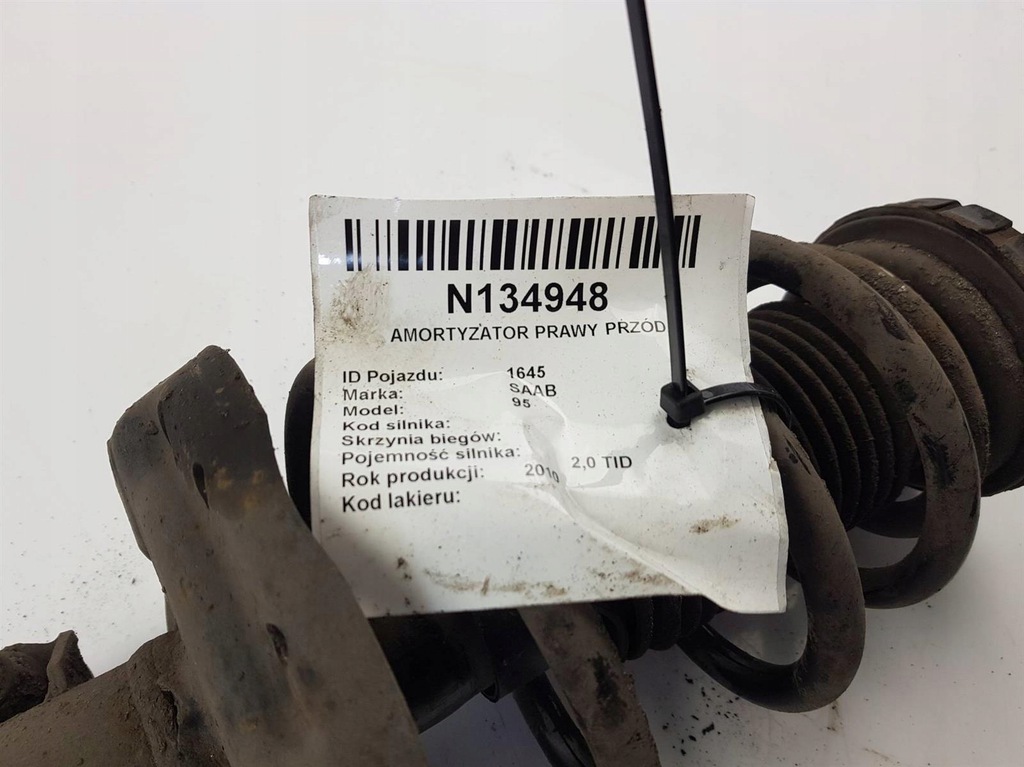 N134948
AMORTYZATOR PRAWY PRZÓD
ID Pojazdu: 1645
Marka: SAAB
Model: 95
Kod silnika:
Skrzynia biegów:
Pojemność silnika: 2,0 TID
Rok produkcji: 2010
Kod lakieru: